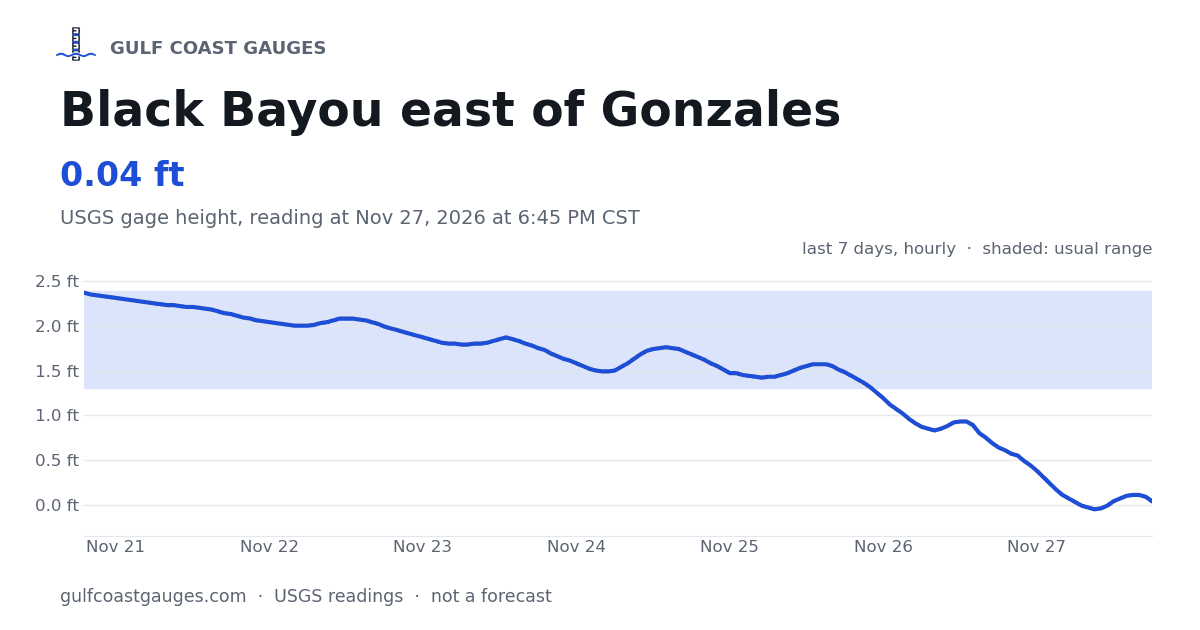 GULF COAST GAUGES
Black Bayou east of Gonzales
0.04 ft
USGS gage height, reading at Nov 27, 2026 at 6:45 PM CST
last 7 days, hourly · shaded: usual range
2.5 ft
2.0 ft
1.5 ft
1.0 ft
0.5 ft
0.0 ft
Nov 21 Nov 22 Nov 23 Nov 24 Nov 25 Nov 26 Nov 27
gulfcoastgauges.com · USGS readings · not a forecast